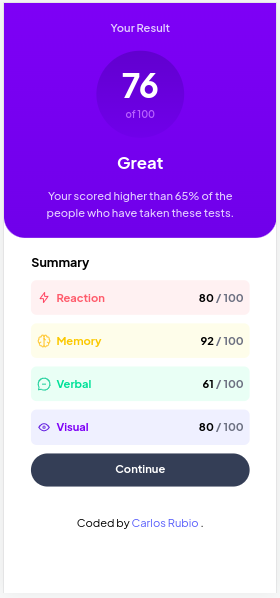 Your Result
76
of 100
Great
Your scored higher than 65% of the
people who have taken these tests.
Summary
Reaction 80 / 100
Memory 92 / 100
Verbal 61 / 100
Visual 80 / 100
Continue
Coded by Carlos Rubio .